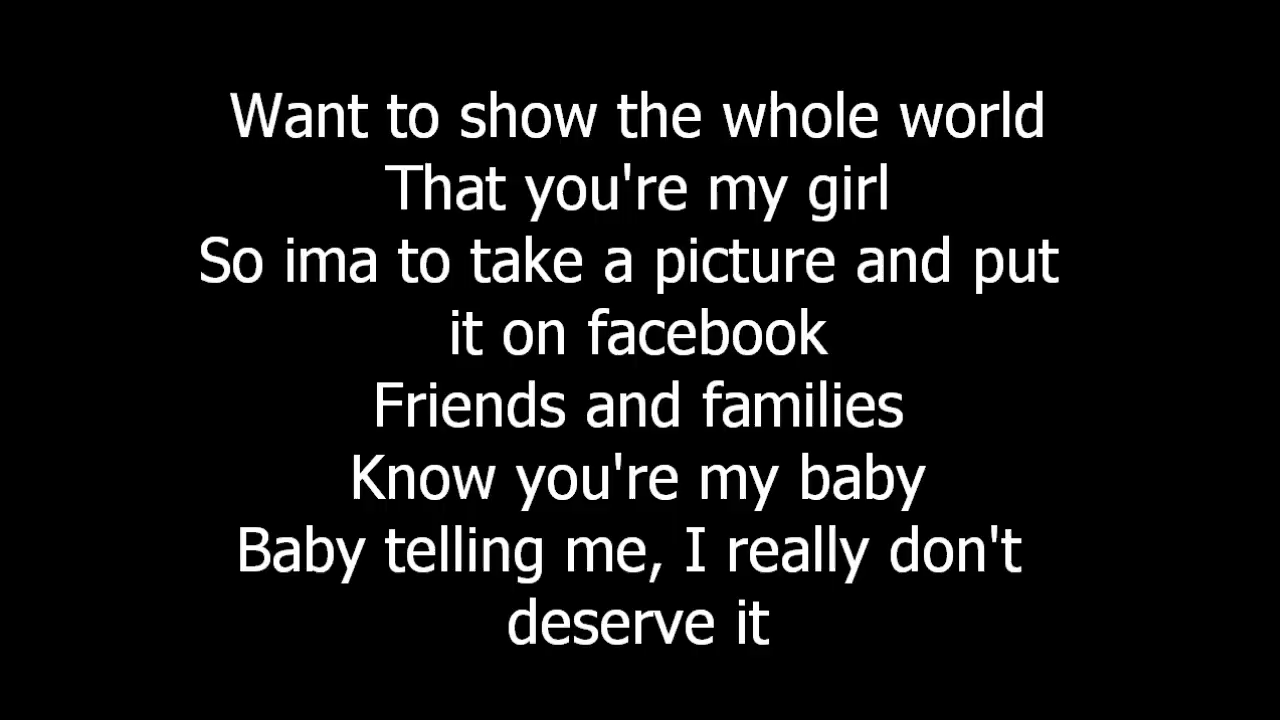 Want to show the whole world
That you're my girl
So ima to take a picture and put
it on facebook
Friends and families
Know you're my baby
Baby telling me, I really don't
deserve it